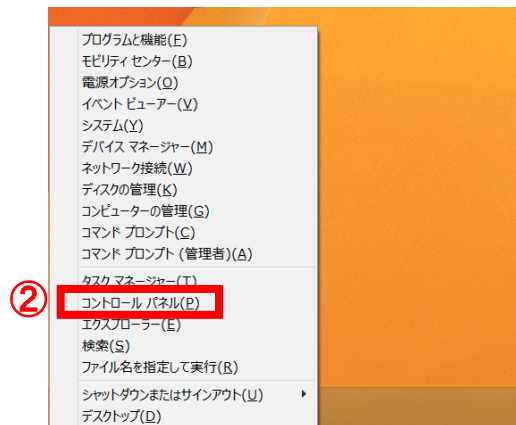 プログラムと機能(F)
モビリティ センター(B)
電源オプション(O)
イベント ビューアー(V)
システム(Y)
デバイス マネージャー(M)
ネットワーク接続(W)
ディスクの管理(K)
コンピューターの管理(G)
コマンド プロンプト(C)
コマンド プロンプト (管理者)(A)
タスク マネージャー(T)
② コントロール パネル(P)
エクスプローラー(E)
検索(S)
ファイル名を指定して実行(R)
シャットダウンまたはサインアウト(U)
デスクトップ(D)